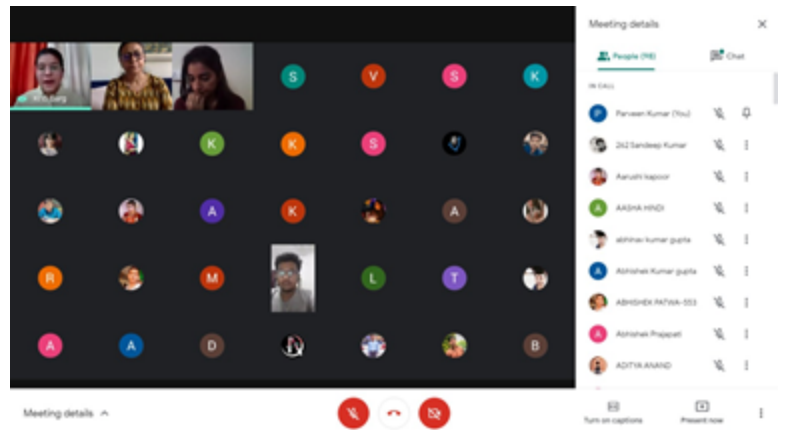 Meeting details
People (98)
Chat
IN CALL
S V S K
Parveen Kumar (You)
242 Sandeep Kumar
K K S
Aarushi kapoor
A K A
AASHA HINDI
abhinav kumar gupta
R M L T
Abhishek Kumar gupta
ABHISHEK PATWA-553
A A D B
Abhishek Prajapati
ADITYA ANAND
Meeting details
Turn on captions
Present now